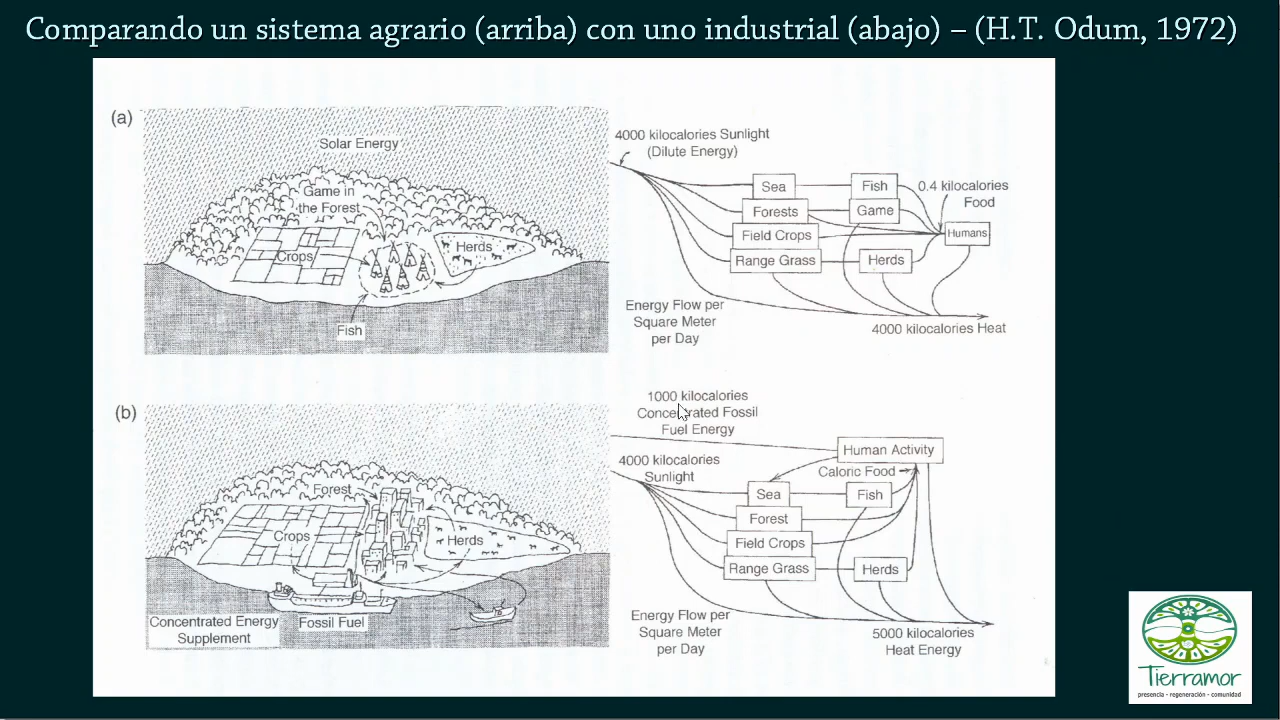 Comparando un sistema agrario (arriba) con uno industrial (abajo) – (H.T. Odum, 1972)
(a)
Solar Energy
Game in
the Forest
Crops
Herds
Fish
4000 kilocalories Sunlight
(Dilute Energy)
Sea
Fish
0.4 kilocalories
Food
Forests
Game
Field Crops
Humans
Range Grass
Herds
Energy Flow per
Square Meter
per Day
4000 kilocalories Heat
(b)
Forest
Crops
Herds
Concentrated Energy
Supplement
Fossil Fuel
1000 kilocalories
Concentrated Fossil
Fuel Energy
Human Activity
4000 kilocalories
Sunlight
Caloric Food
Sea
Fish
Forest
Field Crops
Range Grass
Herds
Energy Flow per
Square Meter
per Day
5000 kilocalories
Heat Energy
Tierramor
presencia - regeneración - comunidad